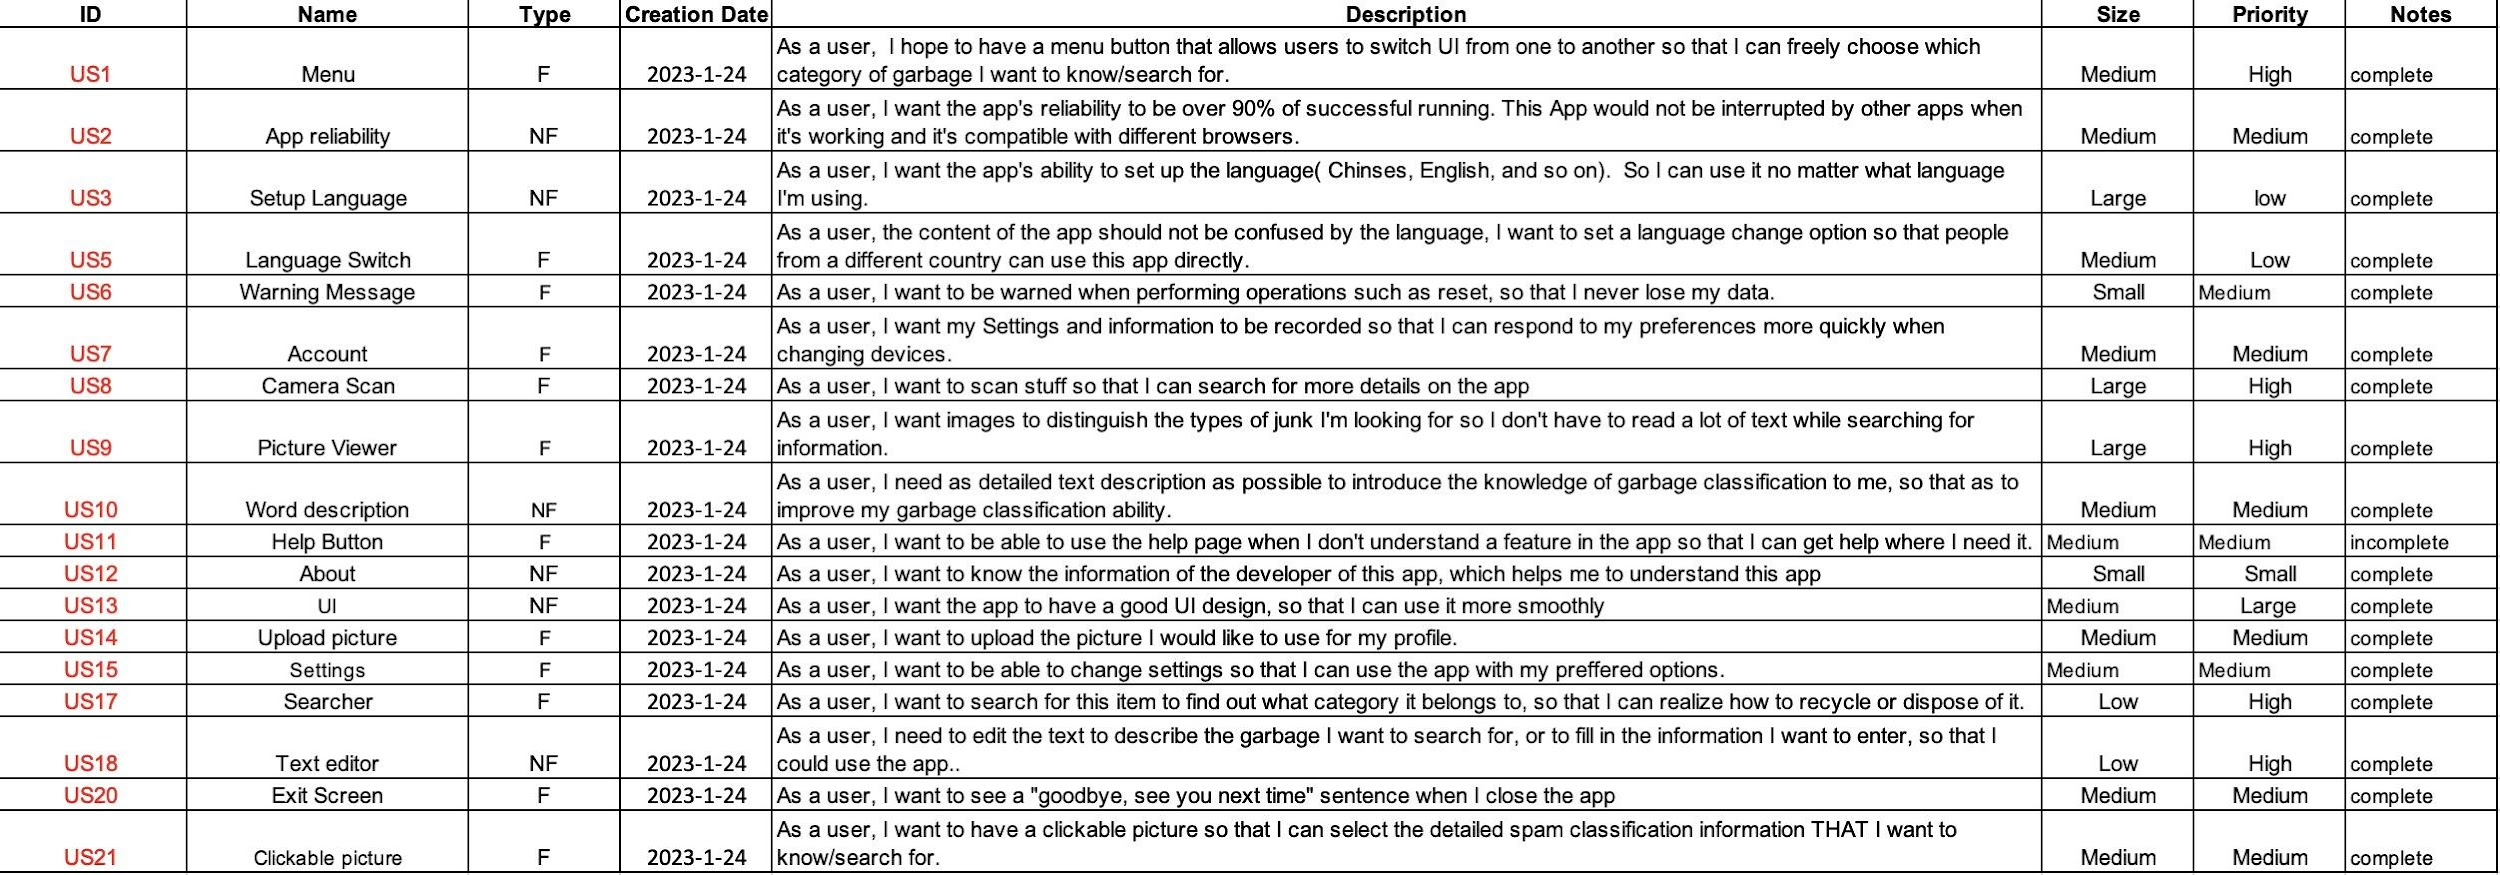 ID Name Type Creation Date Description Size Priority Notes
As a user,  I hope to have a menu button that allows users to switch UI from one to another so that I can freely choose which
US1 Menu F 2023-1-24 category of garbage I want to know/search for. Medium High complete
As a user, I want the app's reliability to be over 90% of successful running. This App would not be interrupted by other apps when
US2 App reliability NF 2023-1-24 it's working and it's compatible with different browsers. Medium Medium complete
As a user, I want the app's ability to set up the language( Chinses, English, and so on).  So I can use it no matter what language
US3 Setup Language NF 2023-1-24 I'm using. Large low complete
As a user, the content of the app should not be confused by the language, I want to set a language change option so that people
US5 Language Switch F 2023-1-24 from a different country can use this app directly. Medium Low complete
US6 Warning Message F 2023-1-24 As a user, I want to be warned when performing operations such as reset, so that I never lose my data. Small Medium complete
As a user, I want my Settings and information to be recorded so that I can respond to my preferences more quickly when
US7 Account F 2023-1-24 changing devices. Medium Medium complete
US8 Camera Scan F 2023-1-24 As a user, I want to scan stuff so that I can search for more details on the app Large High complete
As a user, I want images to distinguish the types of junk I'm looking for so I don't have to read a lot of text while searching for
US9 Picture Viewer F 2023-1-24 information. Large High complete
As a user, I need as detailed text description as possible to introduce the knowledge of garbage classification to me, so that as to
US10 Word description NF 2023-1-24 improve my garbage classification ability. Medium Medium complete
US11 Help Button F 2023-1-24 As a user, I want to be able to use the help page when I don't understand a feature in the app so that I can get help where I need it. Medium Medium incomplete
US12 About NF 2023-1-24 As a user, I want to know the information of the developer of this app, which helps me to understand this app Small Small complete
US13 UI NF 2023-1-24 As a user, I want the app to have a good UI design, so that I can use it more smoothly Medium Large complete
US14 Upload picture F 2023-1-24 As a user, I want to upload the picture I would like to use for my profile. Medium Medium complete
US15 Settings F 2023-1-24 As a user, I want to be able to change settings so that I can use the app with my preffered options. Medium Medium complete
US17 Searcher F 2023-1-24 As a user, I want to search for this item to find out what category it belongs to, so that I can realize how to recycle or dispose of it. Low High complete
As a user, I need to edit the text to describe the garbage I want to search for, or to fill in the information I want to enter, so that I
US18 Text editor NF 2023-1-24 could use the app.. Low High complete
US20 Exit Screen F 2023-1-24 As a user, I want to see a "goodbye, see you next time" sentence when I close the app Medium Medium complete
As a user, I want to have a clickable picture so that I can select the detailed spam classification information THAT I want to
US21 Clickable picture F 2023-1-24 know/search for. Medium Medium complete